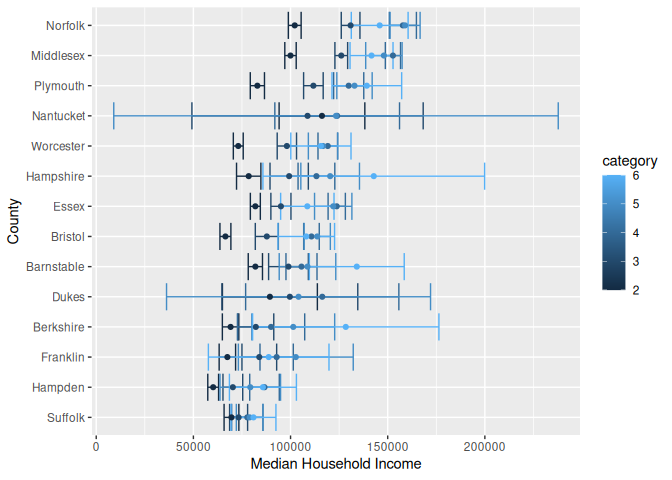 Norfolk
Middlesex
Plymouth
Nantucket
Worcester
Hampshire
Essex
Bristol
Barnstable
Dukes
Berkshire
Franklin
Hampden
Suffolk
County
0 50000 100000 150000 200000
Median Household Income
category
6
5
4
3
2